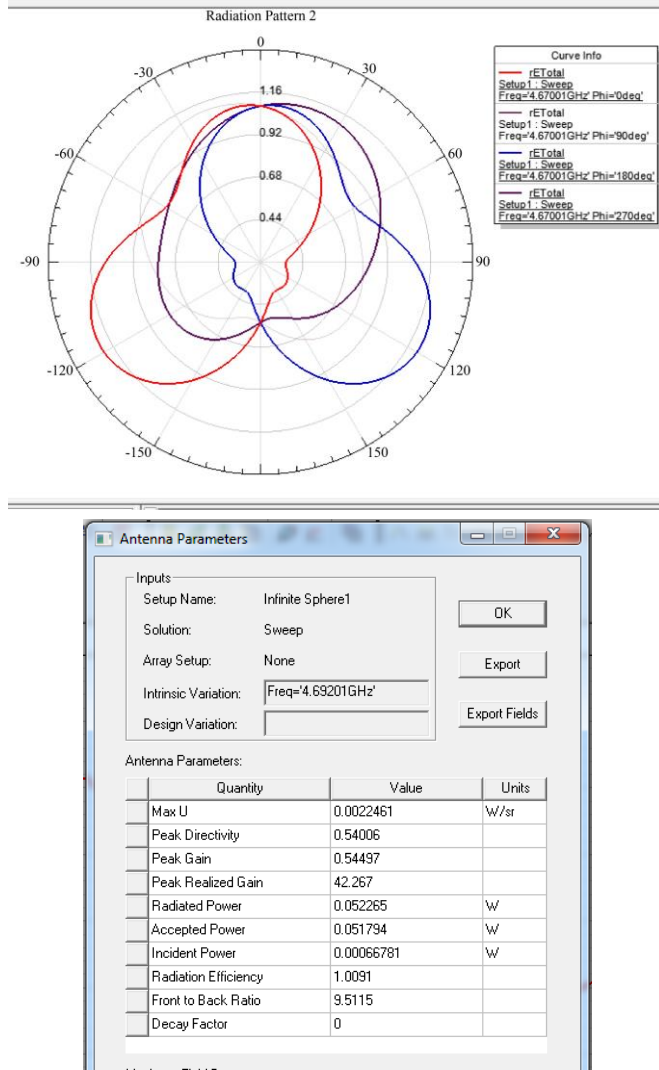 Radiation Pattern 2
0
-30
30
1.16
0.92
-60
60
0.68
0.44
-90
90
-120
120
-150
150
Curve Info
rETotal
Setup1 : Sweep
Freq='4.67001GHz' Phi='0deg'
rETotal
Setup1 : Sweep
Freq='4.67001GHz' Phi='90deg'
rETotal
Setup1 : Sweep
Freq='4.67001GHz' Phi='180deg'
rETotal
Setup1 : Sweep
Freq='4.67001GHz' Phi='270deg'
Antenna Parameters
Inputs
Setup Name: Infinite Sphere1
OK
Solution: Sweep
Array Setup: None
Export
Intrinsic Variation: Freq='4.69201GHz'
Export Fields
Design Variation:
Antenna Parameters:
Quantity Value Units
Max U 0.0022461 W/sr
Peak Directivity 0.54006
Peak Gain 0.54497
Peak Realized Gain 42.267
Radiated Power 0.052265 W
Accepted Power 0.051794 W
Incident Power 0.00066781 W
Radiation Efficiency 1.0091
Front to Back Ratio 9.5115
Decay Factor 0